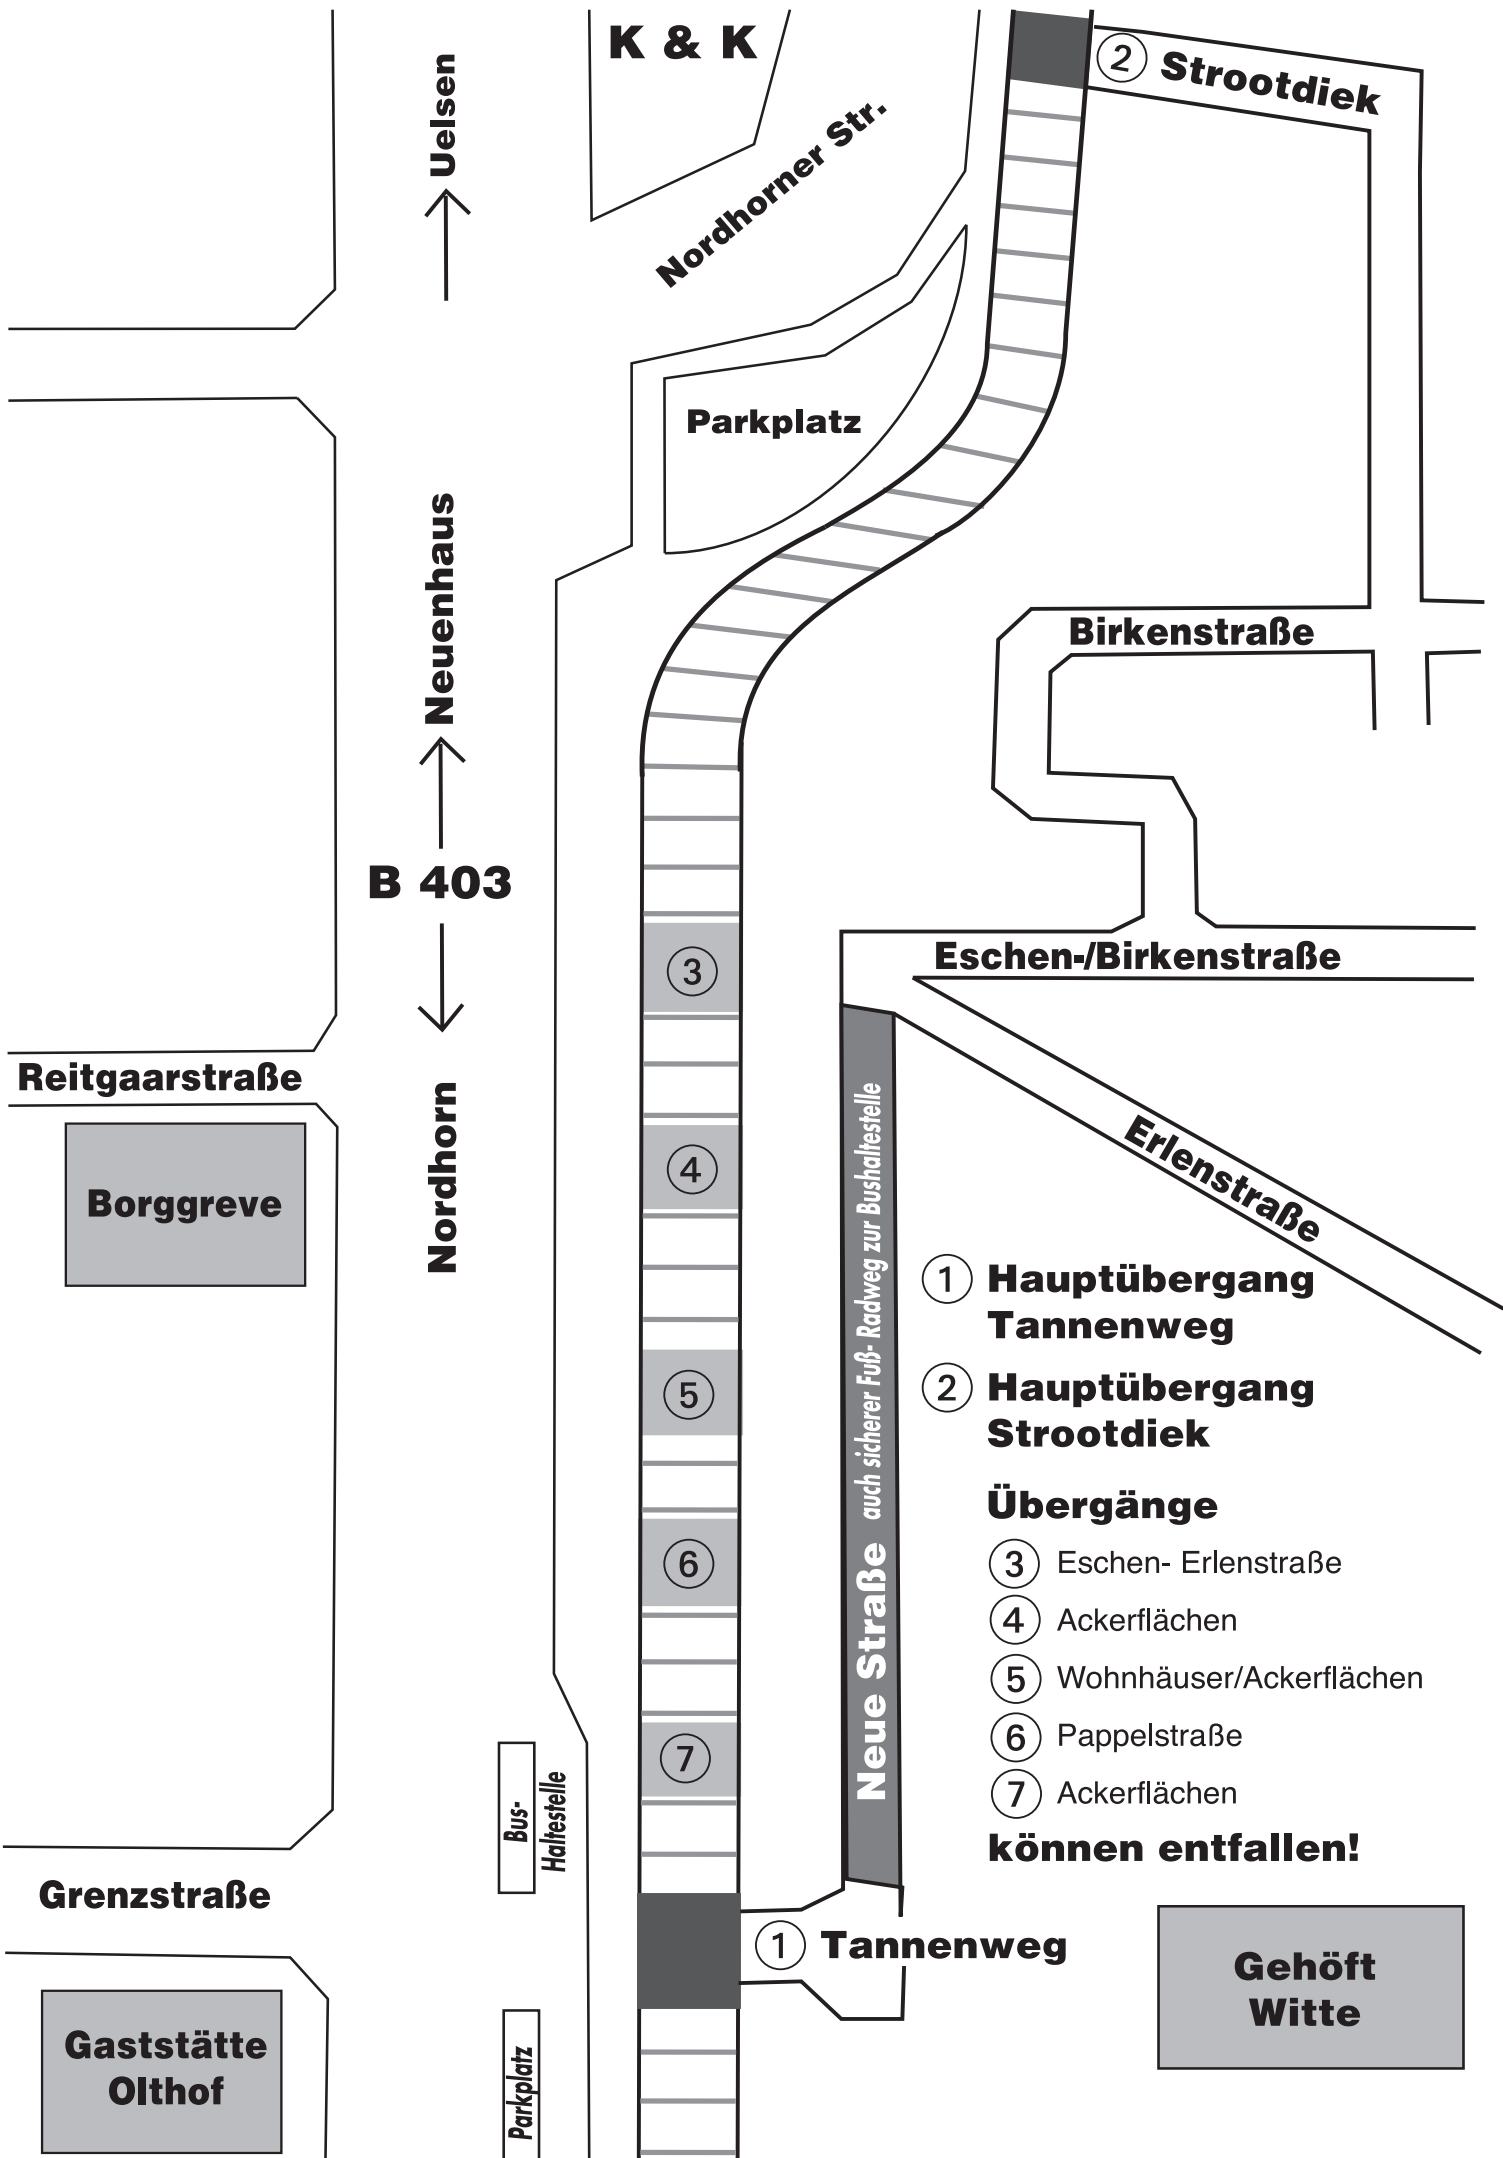 K & K
Uelsen
② Strootdiek
Nordhorner Str.
Parkplatz
Neuenhaus
Birkenstraße
B 403
③
Eschen-/Birkenstraße
Reitgaarstraße
Nordhorn
Borggreve
④
Erlenstraße
⑤
⑥
⑦
Neue Straße auch sicherer Fuß- Radweg zur Bushaltestelle
① Hauptübergang
Tannenweg
② Hauptübergang
Strootdiek
Übergänge
③ Eschen- Erlenstraße
④ Ackerflächen
⑤ Wohnhäuser/Ackerflächen
⑥ Pappelstraße
⑦ Ackerflächen
können entfallen!
Bus-
Haltestelle
Grenzstraße
① Tannenweg
Gehöft
Witte
Gaststätte
Olthof
Parkplatz